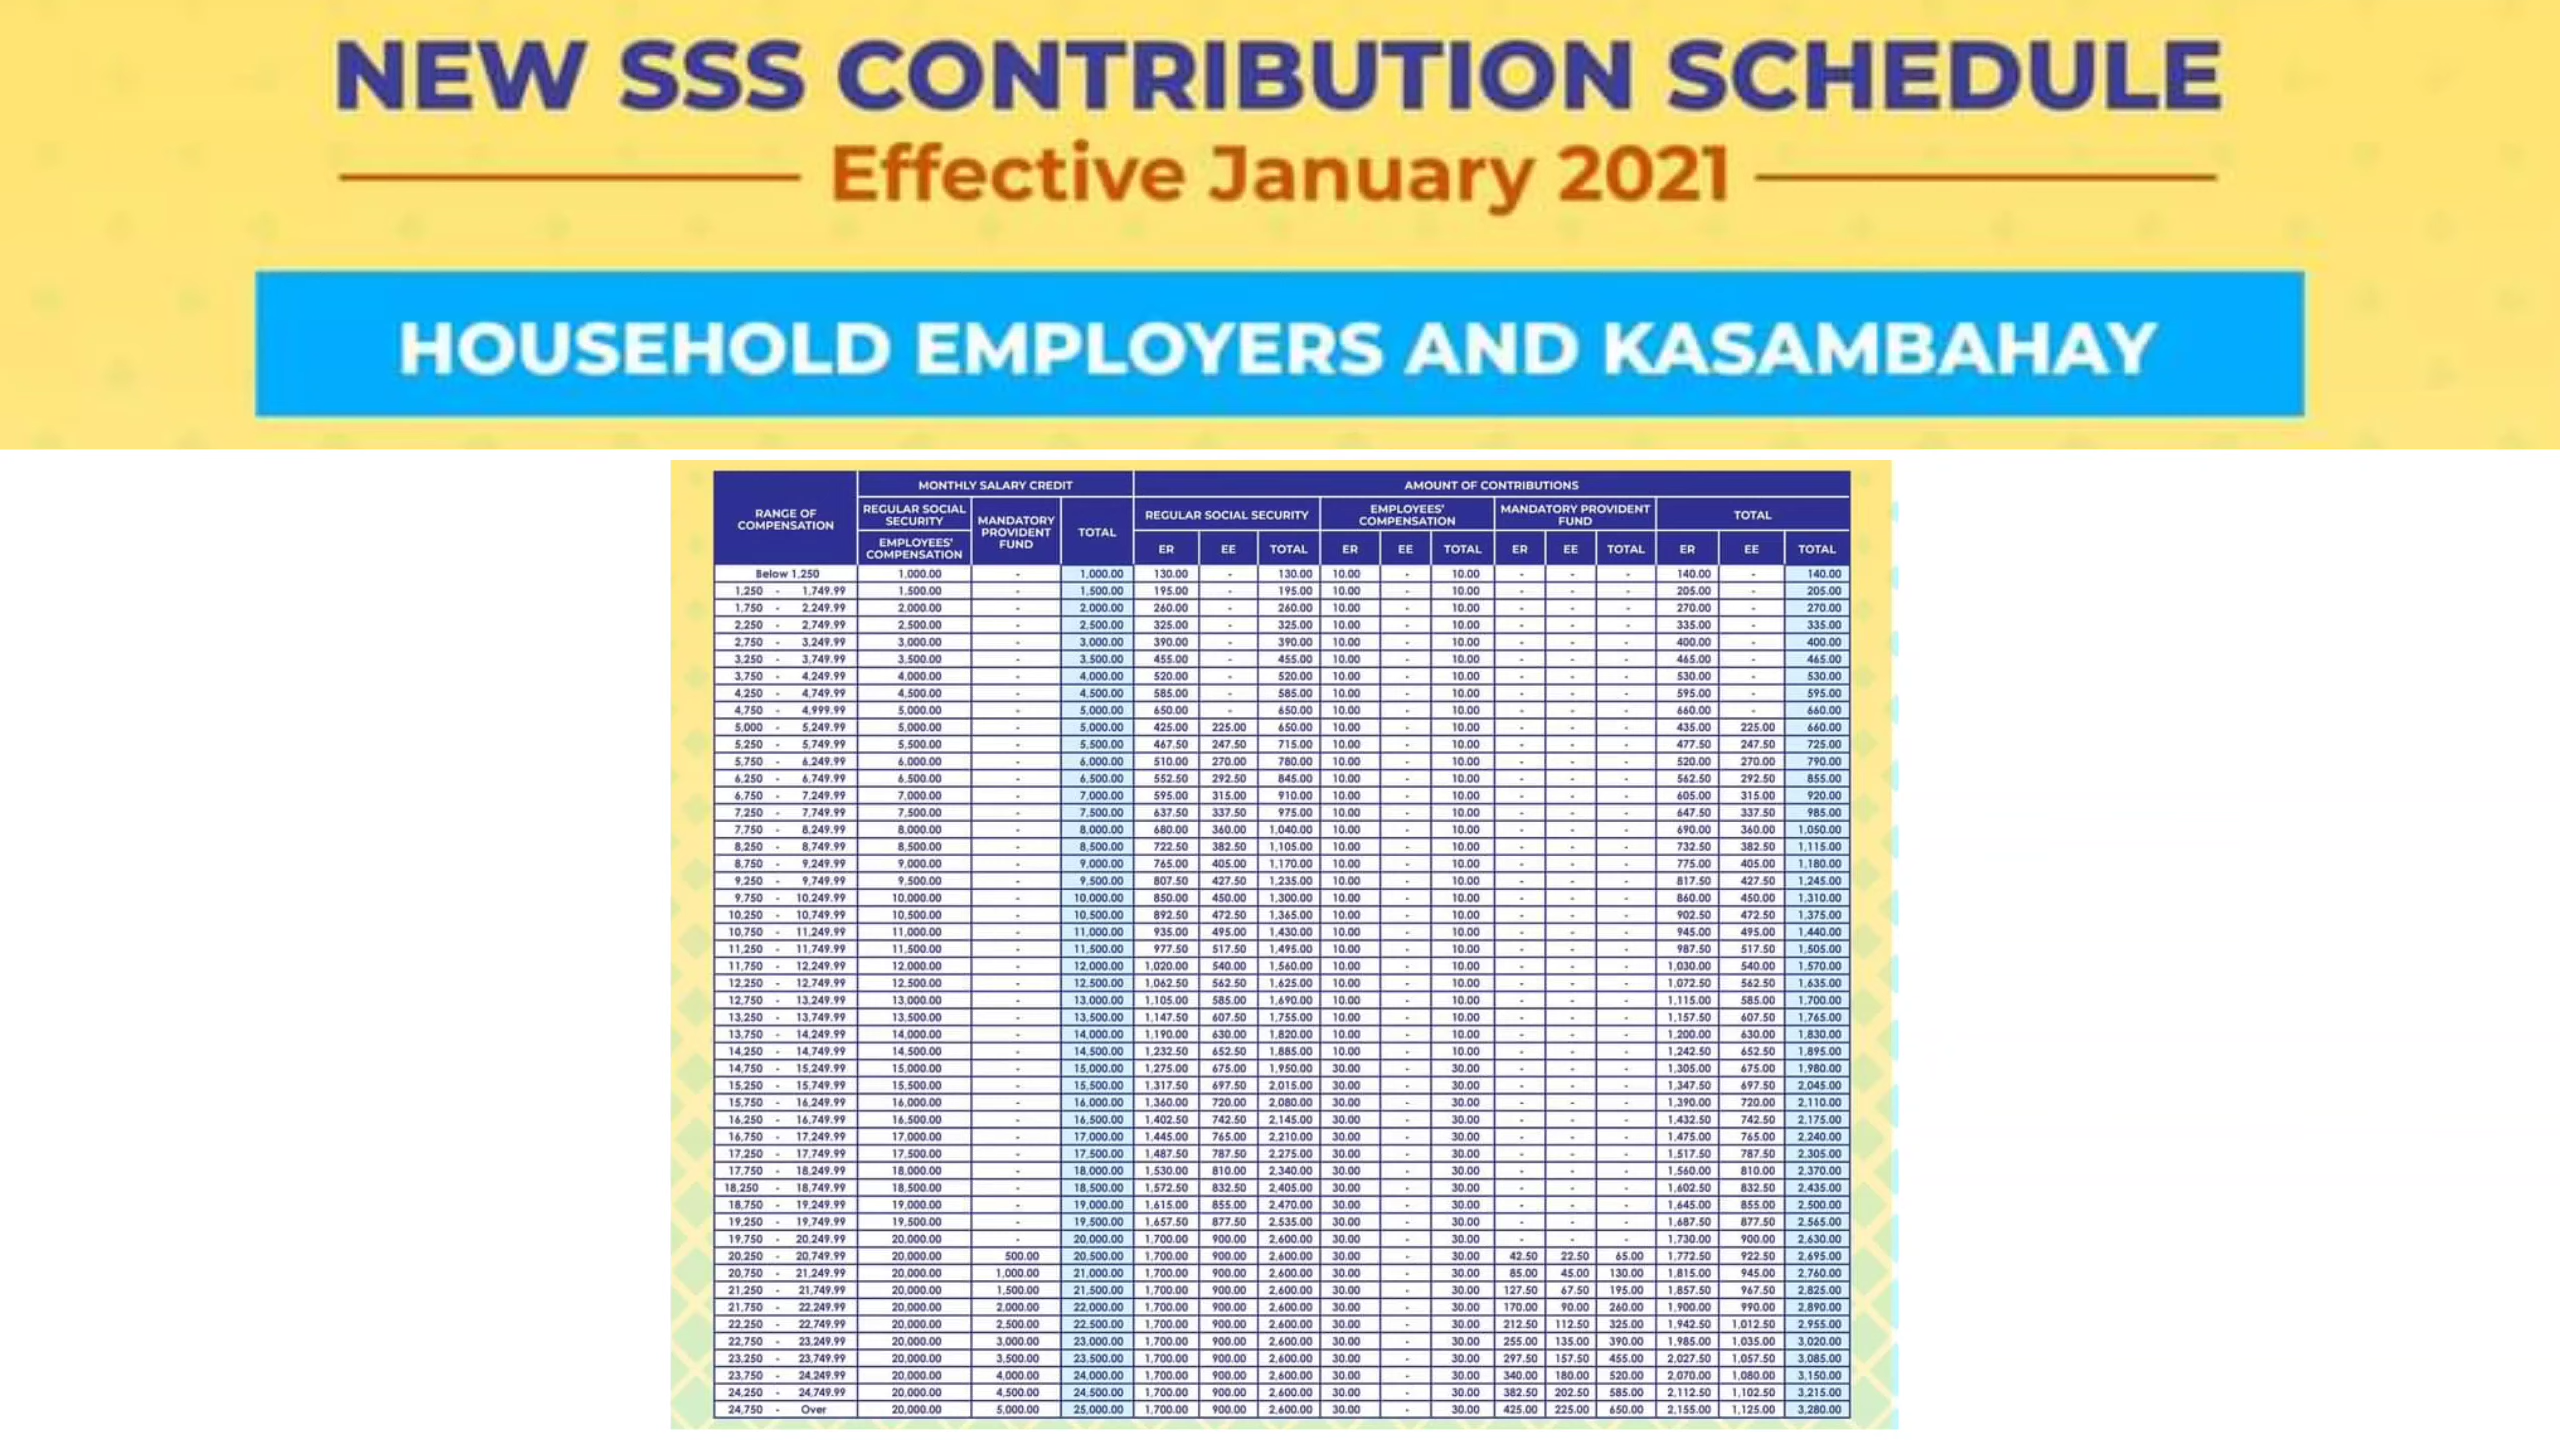 NEW SSS CONTRIBUTION SCHEDULE
Effective January 2021
HOUSEHOLD EMPLOYERS AND KASAMBAHAY
RANGE OF COMPENSATION MONTHLY SALARY CREDIT AMOUNT OF CONTRIBUTIONS
REGULAR SOCIAL SECURITY MANDATORY PROVIDENT FUND TOTAL REGULAR SOCIAL SECURITY EMPLOYEES' COMPENSATION MANDATORY PROVIDENT FUND TOTAL
EMPLOYEES' COMPENSATION ER EE TOTAL ER EE TOTAL ER EE TOTAL ER EE TOTAL
Below 1,250 1,000.00 - 1,000.00 130.00 - 130.00 10.00 - 10.00 - - - 140.00 - 140.00
1,250 - 1,749.99 1,500.00 - 1,500.00 195.00 - 195.00 10.00 - 10.00 - - - 205.00 - 205.00
1,750 - 2,249.99 2,000.00 - 2,000.00 260.00 - 260.00 10.00 - 10.00 - - - 270.00 - 270.00
2,250 - 2,749.99 2,500.00 - 2,500.00 325.00 - 325.00 10.00 - 10.00 - - - 335.00 - 335.00
2,750 - 3,249.99 3,000.00 - 3,000.00 390.00 - 390.00 10.00 - 10.00 - - - 400.00 - 400.00
3,250 - 3,749.99 3,500.00 - 3,500.00 455.00 - 455.00 10.00 - 10.00 - - - 465.00 - 465.00
3,750 - 4,249.99 4,000.00 - 4,000.00 520.00 - 520.00 10.00 - 10.00 - - - 530.00 - 530.00
4,250 - 4,749.99 4,500.00 - 4,500.00 585.00 - 585.00 10.00 - 10.00 - - - 595.00 - 595.00
4,750 - 4,999.99 5,000.00 - 5,000.00 650.00 - 650.00 10.00 - 10.00 - - - 660.00 - 660.00
5,000 - 5,249.99 5,000.00 - 5,000.00 425.00 225.00 650.00 10.00 - 10.00 - - - 435.00 225.00 660.00
5,250 - 5,749.99 5,500.00 - 5,500.00 467.50 247.50 715.00 10.00 - 10.00 - - - 477.50 247.50 725.00
5,750 - 6,249.99 6,000.00 - 6,000.00 510.00 270.00 780.00 10.00 - 10.00 - - - 520.00 270.00 790.00
6,250 - 6,749.99 6,500.00 - 6,500.00 552.50 292.50 845.00 10.00 - 10.00 - - - 562.50 292.50 855.00
6,750 - 7,249.99 7,000.00 - 7,000.00 595.00 315.00 910.00 10.00 - 10.00 - - - 605.00 315.00 920.00
7,250 - 7,749.99 7,500.00 - 7,500.00 637.50 337.50 975.00 10.00 - 10.00 - - - 647.50 337.50 985.00
7,750 - 8,249.99 8,000.00 - 8,000.00 680.00 360.00 1,040.00 10.00 - 10.00 - - - 690.00 360.00 1,050.00
8,250 - 8,749.99 8,500.00 - 8,500.00 722.50 382.50 1,105.00 10.00 - 10.00 - - - 732.50 382.50 1,115.00
8,750 - 9,249.99 9,000.00 - 9,000.00 765.00 405.00 1,170.00 10.00 - 10.00 - - - 775.00 405.00 1,180.00
9,250 - 9,749.99 9,500.00 - 9,500.00 807.50 427.50 1,235.00 10.00 - 10.00 - - - 817.50 427.50 1,245.00
9,750 - 10,249.99 10,000.00 - 10,000.00 850.00 450.00 1,300.00 10.00 - 10.00 - - - 860.00 450.00 1,310.00
10,250 - 10,749.99 10,500.00 - 10,500.00 892.50 472.50 1,365.00 10.00 - 10.00 - - - 902.50 472.50 1,375.00
10,750 - 11,249.99 11,000.00 - 11,000.00 935.00 495.00 1,430.00 10.00 - 10.00 - - - 945.00 495.00 1,440.00
11,250 - 11,749.99 11,500.00 - 11,500.00 977.50 517.50 1,495.00 10.00 - 10.00 - - - 987.50 517.50 1,505.00
11,750 - 12,249.99 12,000.00 - 12,000.00 1,020.00 540.00 1,560.00 10.00 - 10.00 - - - 1,030.00 540.00 1,570.00
12,250 - 12,749.99 12,500.00 - 12,500.00 1,062.50 562.50 1,625.00 10.00 - 10.00 - - - 1,072.50 562.50 1,635.00
12,750 - 13,249.99 13,000.00 - 13,000.00 1,105.00 585.00 1,690.00 10.00 - 10.00 - - - 1,115.00 585.00 1,700.00
13,250 - 13,749.99 13,500.00 - 13,500.00 1,147.50 607.50 1,755.00 10.00 - 10.00 - - - 1,157.50 607.50 1,765.00
13,750 - 14,249.99 14,000.00 - 14,000.00 1,190.00 630.00 1,820.00 10.00 - 10.00 - - - 1,200.00 630.00 1,830.00
14,250 - 14,749.99 14,500.00 - 14,500.00 1,232.50 652.50 1,885.00 10.00 - 10.00 - - - 1,242.50 652.50 1,895.00
14,750 - 15,249.99 15,000.00 - 15,000.00 1,275.00 675.00 1,950.00 30.00 - 30.00 - - - 1,305.00 675.00 1,980.00
15,250 - 15,749.99 15,500.00 - 15,500.00 1,317.50 697.50 2,015.00 30.00 - 30.00 - - - 1,347.50 697.50 2,045.00
15,750 - 16,249.99 16,000.00 - 16,000.00 1,360.00 720.00 2,080.00 30.00 - 30.00 - - - 1,390.00 720.00 2,110.00
16,250 - 16,749.99 16,500.00 - 16,500.00 1,402.50 742.50 2,145.00 30.00 - 30.00 - - - 1,432.50 742.50 2,175.00
16,750 - 17,249.99 17,000.00 - 17,000.00 1,445.00 765.00 2,210.00 30.00 - 30.00 - - - 1,475.00 765.00 2,240.00
17,250 - 17,749.99 17,500.00 - 17,500.00 1,487.50 787.50 2,275.00 30.00 - 30.00 - - - 1,517.50 787.50 2,305.00
17,750 - 18,249.99 18,000.00 - 18,000.00 1,530.00 810.00 2,340.00 30.00 - 30.00 - - - 1,560.00 810.00 2,370.00
18,250 - 18,749.99 18,500.00 - 18,500.00 1,572.50 832.50 2,405.00 30.00 - 30.00 - - - 1,602.50 832.50 2,435.00
18,750 - 19,249.99 19,000.00 - 19,000.00 1,615.00 855.00 2,470.00 30.00 - 30.00 - - - 1,645.00 855.00 2,500.00
19,250 - 19,749.99 19,500.00 - 19,500.00 1,657.50 877.50 2,535.00 30.00 - 30.00 - - - 1,687.50 877.50 2,565.00
19,750 - 20,249.99 20,000.00 - 20,000.00 1,700.00 900.00 2,600.00 30.00 - 30.00 - - - 1,730.00 900.00 2,630.00
20,250 - 20,749.99 20,000.00 500.00 20,500.00 1,700.00 900.00 2,600.00 30.00 - 30.00 42.50 22.50 65.00 1,772.50 922.50 2,695.00
20,750 - 21,249.99 20,000.00 1,000.00 21,000.00 1,700.00 900.00 2,600.00 30.00 - 30.00 85.00 45.00 130.00 1,815.00 945.00 2,760.00
21,250 - 21,749.99 20,000.00 1,500.00 21,500.00 1,700.00 900.00 2,600.00 30.00 - 30.00 127.50 67.50 195.00 1,857.50 967.50 2,825.00
21,750 - 22,249.99 20,000.00 2,000.00 22,000.00 1,700.00 900.00 2,600.00 30.00 - 30.00 170.00 90.00 260.00 1,900.00 990.00 2,890.00
22,250 - 22,749.99 20,000.00 2,500.00 22,500.00 1,700.00 900.00 2,600.00 30.00 - 30.00 212.50 112.50 325.00 1,942.50 1,012.50 2,955.00
22,750 - 23,249.99 20,000.00 3,000.00 23,000.00 1,700.00 900.00 2,600.00 30.00 - 30.00 255.00 135.00 390.00 1,985.00 1,035.00 3,020.00
23,250 - 23,749.99 20,000.00 3,500.00 23,500.00 1,700.00 900.00 2,600.00 30.00 - 30.00 297.50 157.50 455.00 2,027.50 1,057.50 3,085.00
23,750 - 24,249.99 20,000.00 4,000.00 24,000.00 1,700.00 900.00 2,600.00 30.00 - 30.00 340.00 180.00 520.00 2,070.00 1,080.00 3,150.00
24,250 - 24,749.99 20,000.00 4,500.00 24,500.00 1,700.00 900.00 2,600.00 30.00 - 30.00 382.50 202.50 585.00 2,112.50 1,102.50 3,215.00
24,750 - Over 20,000.00 5,000.00 25,000.00 1,700.00 900.00 2,600.00 30.00 - 30.00 425.00 225.00 650.00 2,155.00 1,125.00 3,280.00